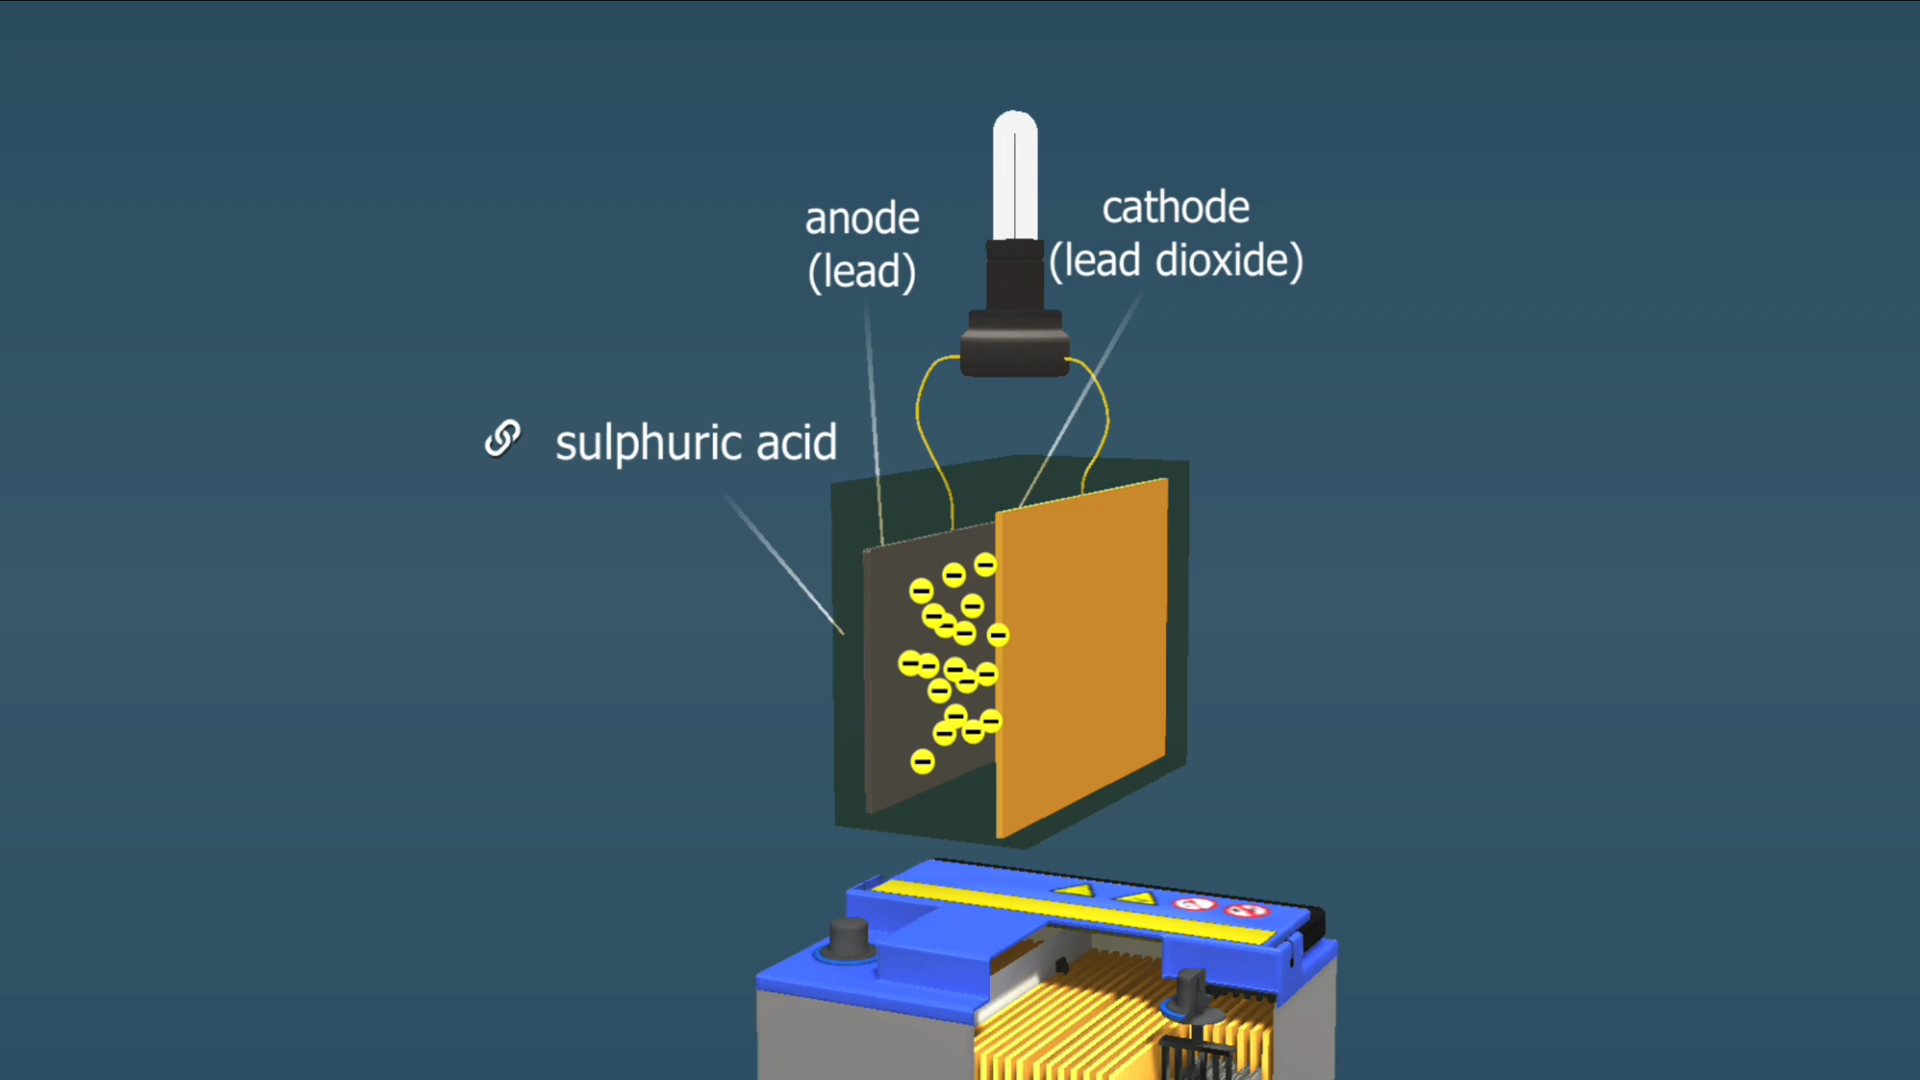 anode
(lead)
cathode
(lead dioxide)
sulphuric acid